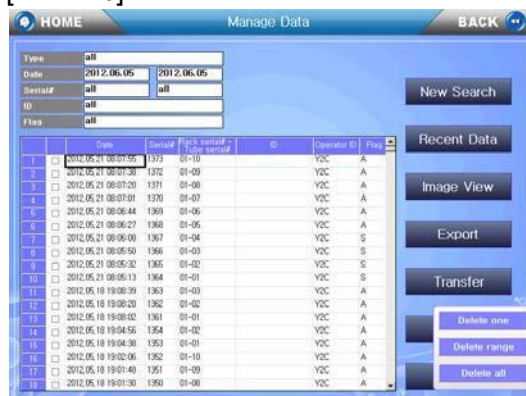 HOME Manage Data BACK
Type all
Date 2012.06.05 2012.06.05
Serial# all all
ID all
Flag all
New Search
Recent Data
Image View
Export
Transfer
Date Serial# Rack serial# - Tube serial# ID Operator ID Flag
1 2012.05.21 08:07:55 1373 01-10 Y2C A
2 2012.05.21 08:07:38 1372 01-09 Y2C A
3 2012.05.21 08:07:20 1371 01-08 Y2C A
4 2012.05.21 08:07:01 1370 01-07 Y2C A
5 2012.05.21 08:06:44 1369 01-06 Y2C A
6 2012.05.21 08:06:27 1368 01-05 Y2C A
7 2012.05.21 08:06:08 1367 01-04 Y2C S
8 2012.05.21 08:05:50 1366 01-03 Y2C S
9 2012.05.21 08:05:32 1365 01-02 Y2C S
10 2012.05.21 08:05:13 1364 01-01 Y2C S
11 2012.05.18 19:08:39 1363 01-03 Y2C A
12 2012.05.18 19:08:20 1362 01-02 Y2C A
13 2012.05.18 19:08:02 1361 01-01 Y2C A
14 2012.05.18 19:04:56 1354 01-02 Y2C A
15 2012.05.18 19:04:38 1353 01-01 Y2C A
16 2012.05.18 19:02:06 1352 01-10 Y2C A
17 2012.05.18 19:01:48 1351 01-09 Y2C A
18 2012.05.18 19:01:30 1350 01-08 Y2C A
Delete one
Delete range
Delete all